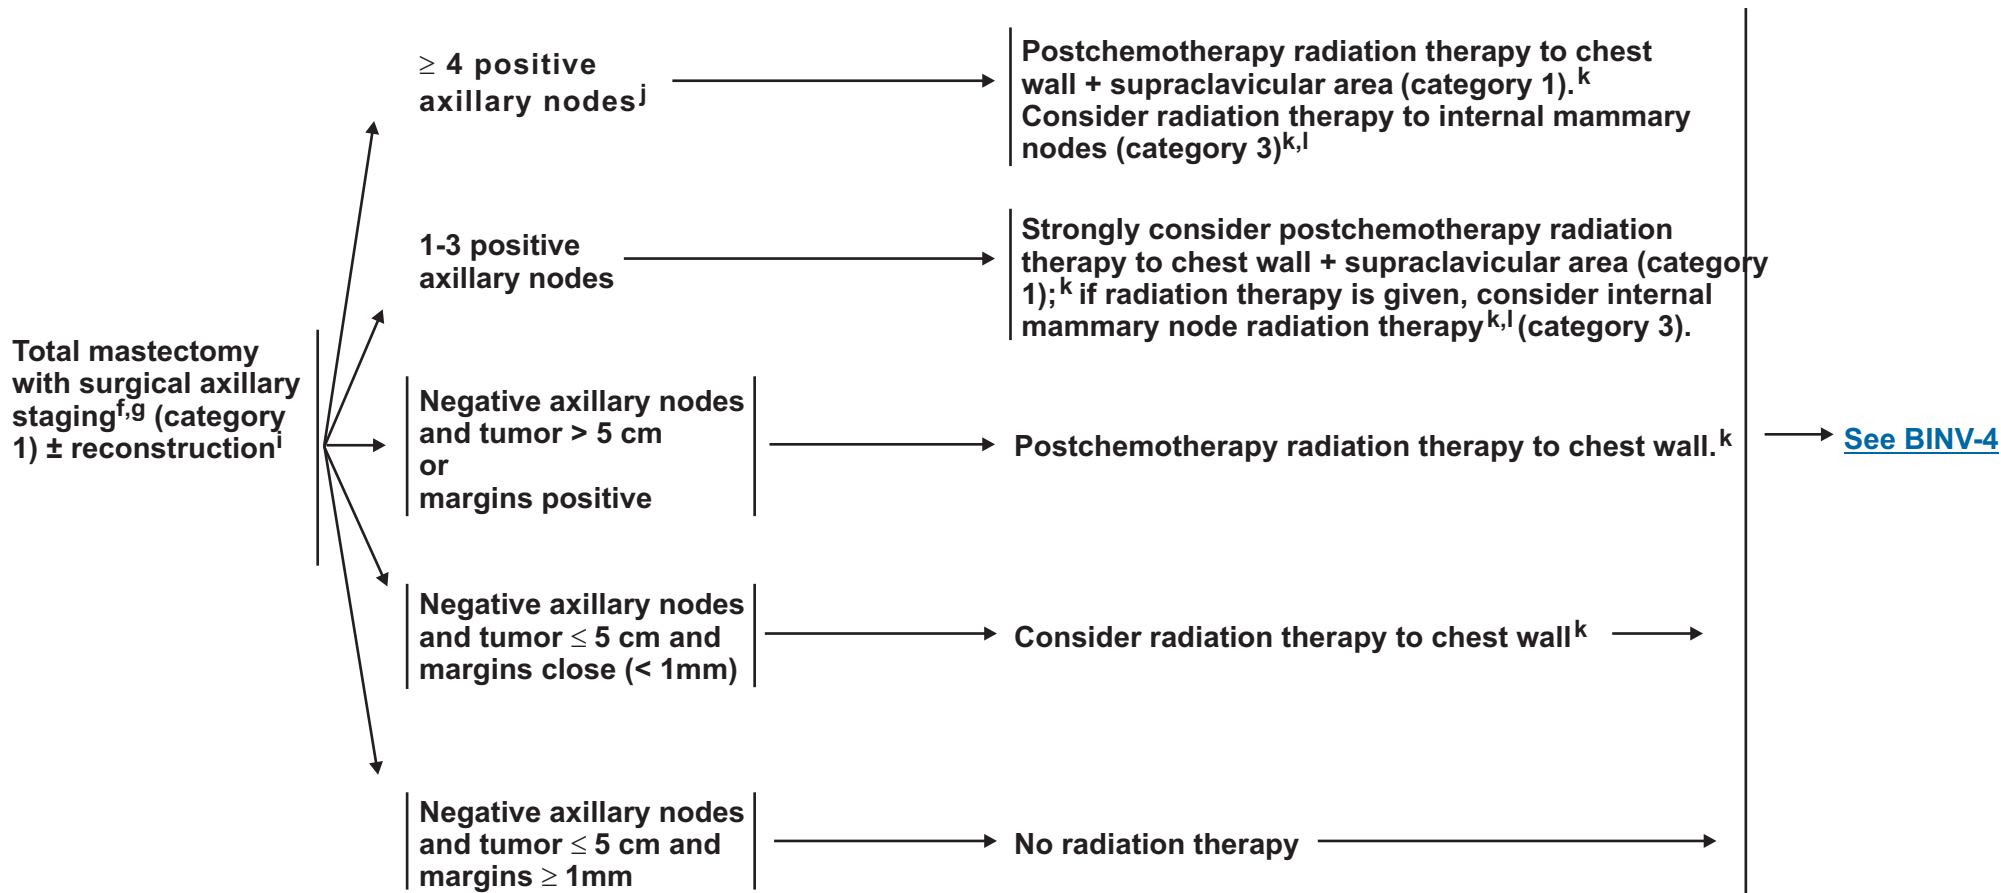 ≥ 4 positive
axillary nodesj
Postchemotherapy radiation therapy to chest
wall + supraclavicular area (category 1).k
Consider radiation therapy to internal mammary
nodes (category 3)k,l
1-3 positive
axillary nodes
Strongly consider postchemotherapy radiation
therapy to chest wall + supraclavicular area (category
1);k if radiation therapy is given, consider internal
mammary node radiation therapyk,l (category 3).
Total mastectomy
with surgical axillary
stagingf,g (category
1) ± reconstructioni
Negative axillary nodes
and tumor > 5 cm
or
margins positive
Postchemotherapy radiation therapy to chest wall.k
See BINV-4
Negative axillary nodes
and tumor ≤ 5 cm and
margins close (< 1mm)
Consider radiation therapy to chest wallk
Negative axillary nodes
and tumor ≤ 5 cm and
margins ≥ 1mm
No radiation therapy